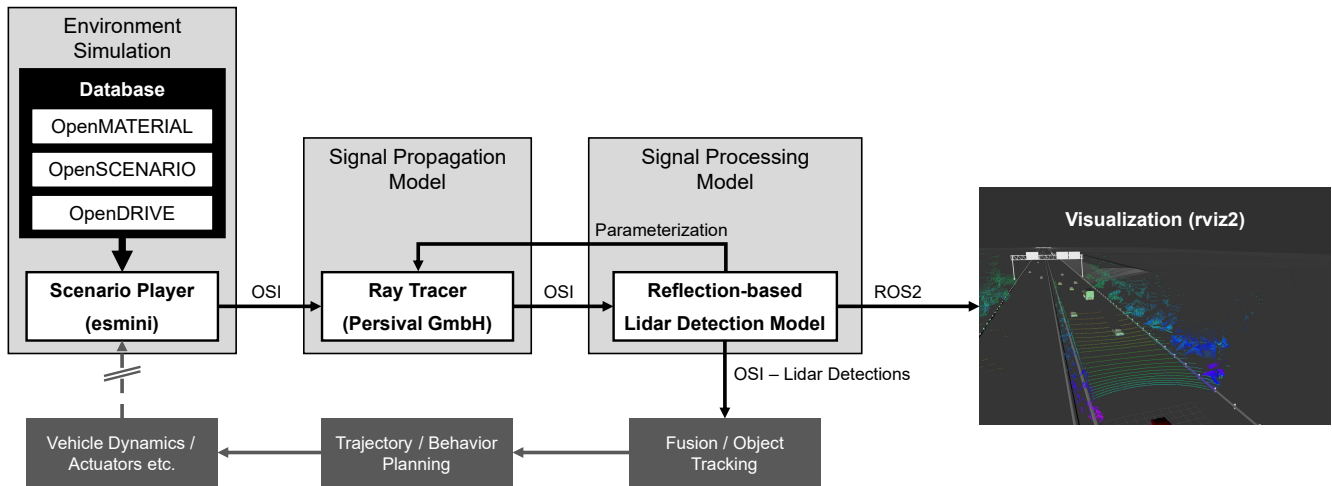 Environment
Simulation
Database
OpenMATERIAL
OpenSCENARIO
OpenDRIVE
Scenario Player
(esmini)
OSI
Signal Propagation
Model
Ray Tracer
(Persival GmbH)
OSI
Signal Processing
Model
Parameterization
Reflection-based
Lidar Detection Model
ROS2
Visualization (rviz2)
OSI – Lidar Detections
Vehicle Dynamics /
Actuators etc.
Trajectory / Behavior
Planning
Fusion / Object
Tracking